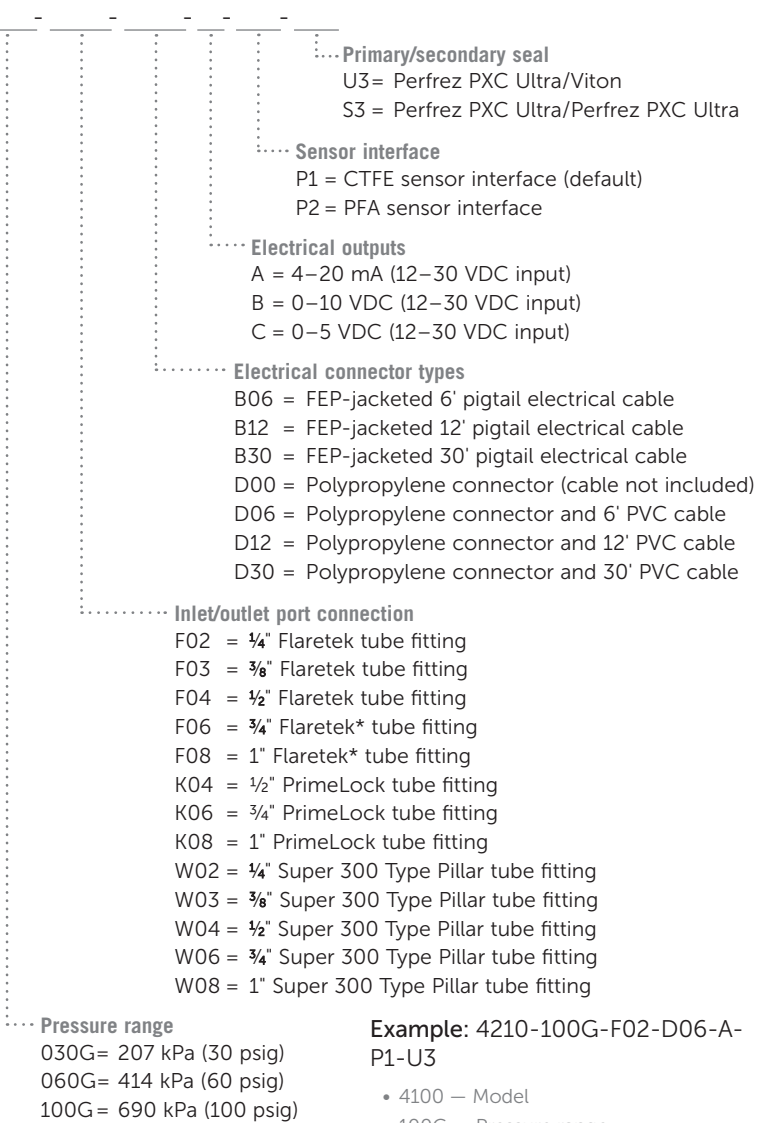 - - - - -
Primary/secondary seal
U3= Perfrez PXC Ultra/Viton
S3 = Perfrez PXC Ultra/Perfrez PXC Ultra
Sensor interface
P1 = CTFE sensor interface (default)
P2 = PFA sensor interface
Electrical outputs
A = 4–20 mA (12–30 VDC input)
B = 0–10 VDC (12–30 VDC input)
C = 0–5 VDC (12–30 VDC input)
Electrical connector types
B06 = FEP-jacketed 6' pigtail electrical cable
B12 = FEP-jacketed 12' pigtail electrical cable
B30 = FEP-jacketed 30' pigtail electrical cable
D00 = Polypropylene connector (cable not included)
D06 = Polypropylene connector and 6' PVC cable
D12 = Polypropylene connector and 12' PVC cable
D30 = Polypropylene connector and 30' PVC cable
Inlet/outlet port connection
F02 = ¼" Flaretek tube fitting
F03 = ⅜" Flaretek tube fitting
F04 = ½" Flaretek tube fitting
F06 = ¾" Flaretek* tube fitting
F08 = 1" Flaretek* tube fitting
K04 = ½" PrimeLock tube fitting
K06 = ¾" PrimeLock tube fitting
K08 = 1" PrimeLock tube fitting
W02 = ¼" Super 300 Type Pillar tube fitting
W03 = ⅜" Super 300 Type Pillar tube fitting
W04 = ½" Super 300 Type Pillar tube fitting
W06 = ¾" Super 300 Type Pillar tube fitting
W08 = 1" Super 300 Type Pillar tube fitting
Pressure range
030G= 207 kPa (30 psig)
060G= 414 kPa (60 psig)
100G= 690 kPa (100 psig)
Example: 4210-100G-F02-D06-A-
P1-U3
• 4100 — Model